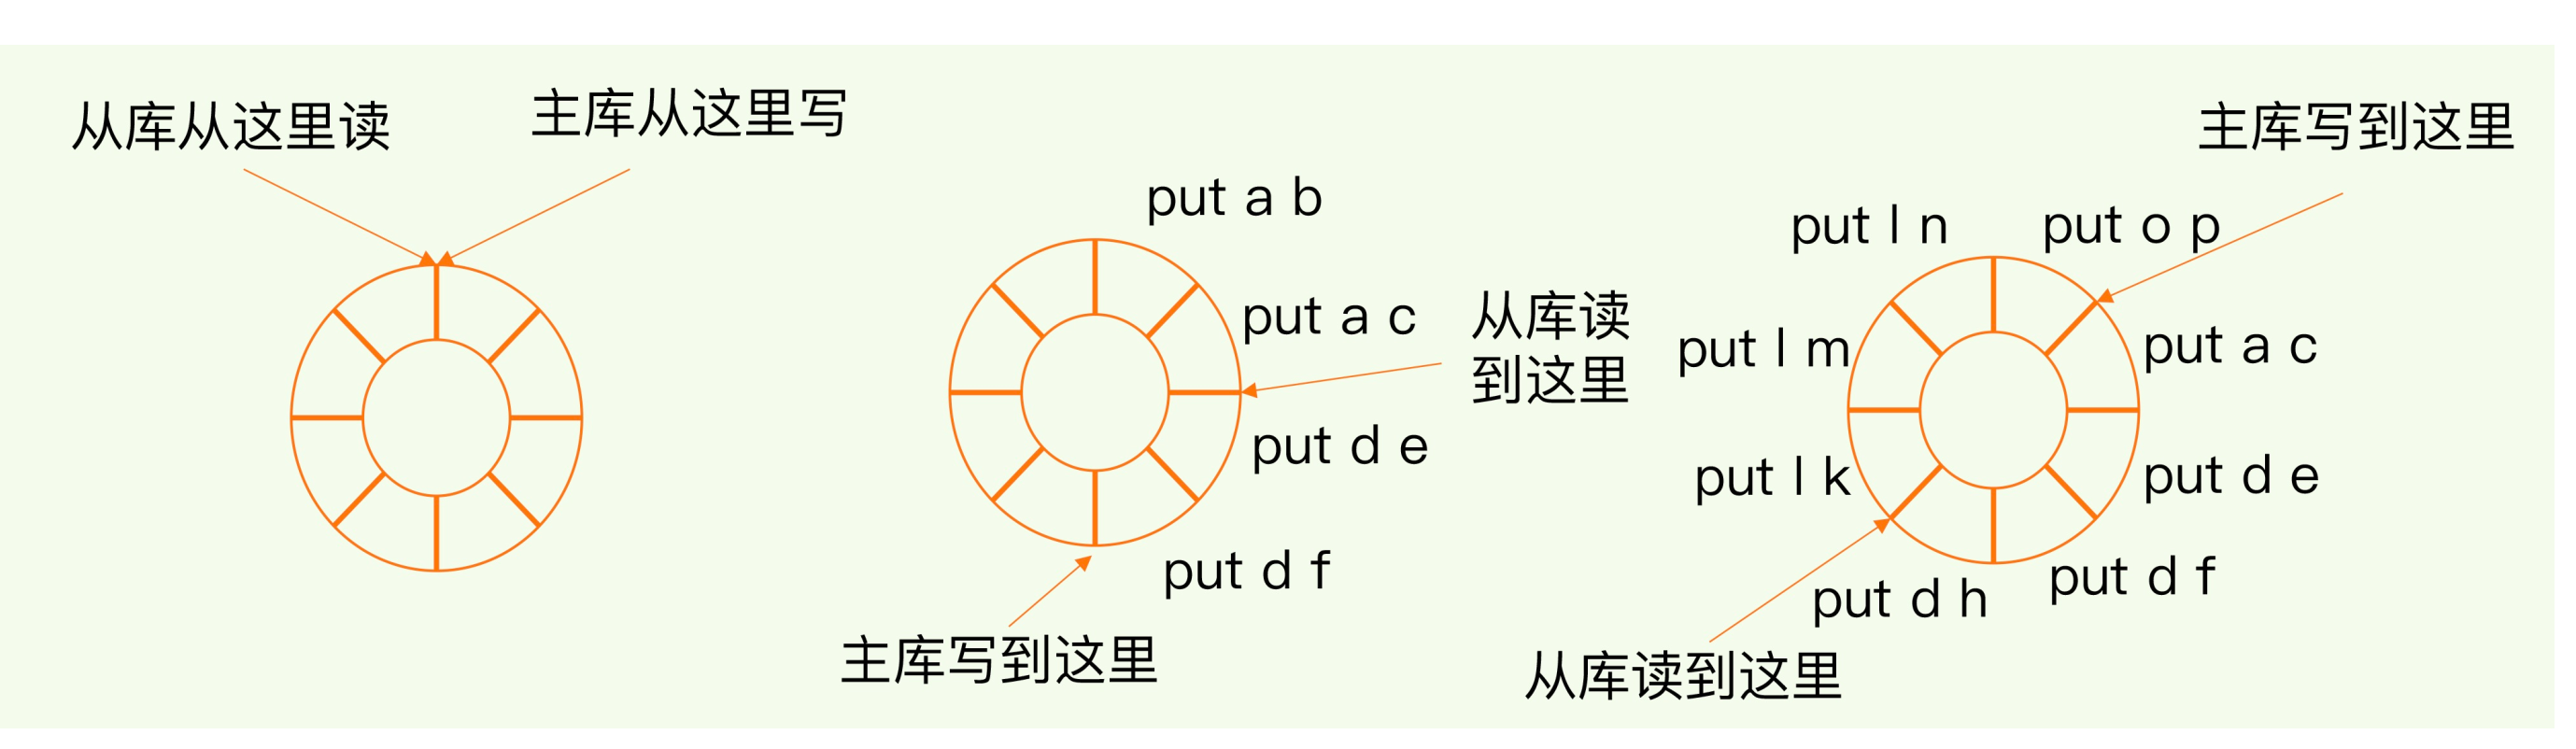 从库从这里读
主库从这里写
put a b
put a c
从库读
到这里
put d e
put d f
主库写到这里
主库写到这里
put l n
put o p
put l m
put a c
put l k
put d e
put d h
put d f
从库读到这里